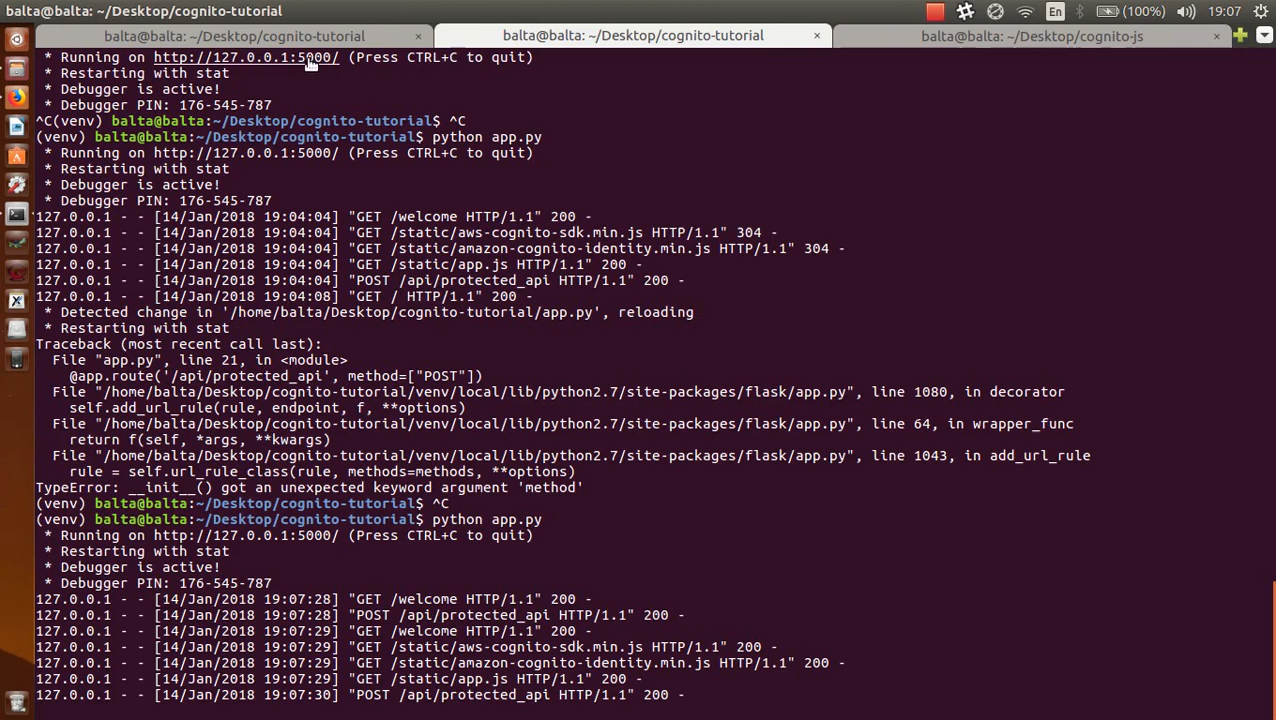 balta@balta: ~/Desktop/cognito-tutorial
En
(100%)
19:07
balta@balta: ~/Desktop/cognito-tutorial ×
balta@balta: ~/Desktop/cognito-tutorial ×
balta@balta: ~/Desktop/cognito-js ×
* Running on http://127.0.0.1:5000/ (Press CTRL+C to quit)
* Restarting with stat
* Debugger is active!
* Debugger PIN: 176-545-787
^C(venv) balta@balta:~/Desktop/cognito-tutorial$ ^C
(venv) balta@balta:~/Desktop/cognito-tutorial$ python app.py
* Running on http://127.0.0.1:5000/ (Press CTRL+C to quit)
* Restarting with stat
* Debugger is active!
* Debugger PIN: 176-545-787
127.0.0.1 - - [14/Jan/2018 19:04:04] "GET /welcome HTTP/1.1" 200 -
127.0.0.1 - - [14/Jan/2018 19:04:04] "GET /static/aws-cognito-sdk.min.js HTTP/1.1" 304 -
127.0.0.1 - - [14/Jan/2018 19:04:04] "GET /static/amazon-cognito-identity.min.js HTTP/1.1" 304 -
127.0.0.1 - - [14/Jan/2018 19:04:04] "GET /static/app.js HTTP/1.1" 200 -
127.0.0.1 - - [14/Jan/2018 19:04:04] "POST /api/protected_api HTTP/1.1" 200 -
127.0.0.1 - - [14/Jan/2018 19:04:08] "GET / HTTP/1.1" 200 -
* Detected change in '/home/balta/Desktop/cognito-tutorial/app.py', reloading
* Restarting with stat
Traceback (most recent call last):
File "app.py", line 21, in <module>
@app.route('/api/protected_api', method=["POST"])
File "/home/balta/Desktop/cognito-tutorial/venv/local/lib/python2.7/site-packages/flask/app.py", line 1080, in decorator
self.add_url_rule(rule, endpoint, f, **options)
File "/home/balta/Desktop/cognito-tutorial/venv/local/lib/python2.7/site-packages/flask/app.py", line 64, in wrapper_func
return f(self, *args, **kwargs)
File "/home/balta/Desktop/cognito-tutorial/venv/local/lib/python2.7/site-packages/flask/app.py", line 1043, in add_url_rule
rule = self.url_rule_class(rule, methods=methods, **options)
TypeError: __init__() got an unexpected keyword argument 'method'
(venv) balta@balta:~/Desktop/cognito-tutorial$ ^C
(venv) balta@balta:~/Desktop/cognito-tutorial$ python app.py
* Running on http://127.0.0.1:5000/ (Press CTRL+C to quit)
* Restarting with stat
* Debugger is active!
* Debugger PIN: 176-545-787
127.0.0.1 - - [14/Jan/2018 19:07:28] "GET /welcome HTTP/1.1" 200 -
127.0.0.1 - - [14/Jan/2018 19:07:28] "POST /api/protected_api HTTP/1.1" 200 -
127.0.0.1 - - [14/Jan/2018 19:07:29] "GET /welcome HTTP/1.1" 200 -
127.0.0.1 - - [14/Jan/2018 19:07:29] "GET /static/aws-cognito-sdk.min.js HTTP/1.1" 200 -
127.0.0.1 - - [14/Jan/2018 19:07:29] "GET /static/amazon-cognito-identity.min.js HTTP/1.1" 200 -
127.0.0.1 - - [14/Jan/2018 19:07:29] "GET /static/app.js HTTP/1.1" 200 -
127.0.0.1 - - [14/Jan/2018 19:07:30] "POST /api/protected_api HTTP/1.1" 200 -